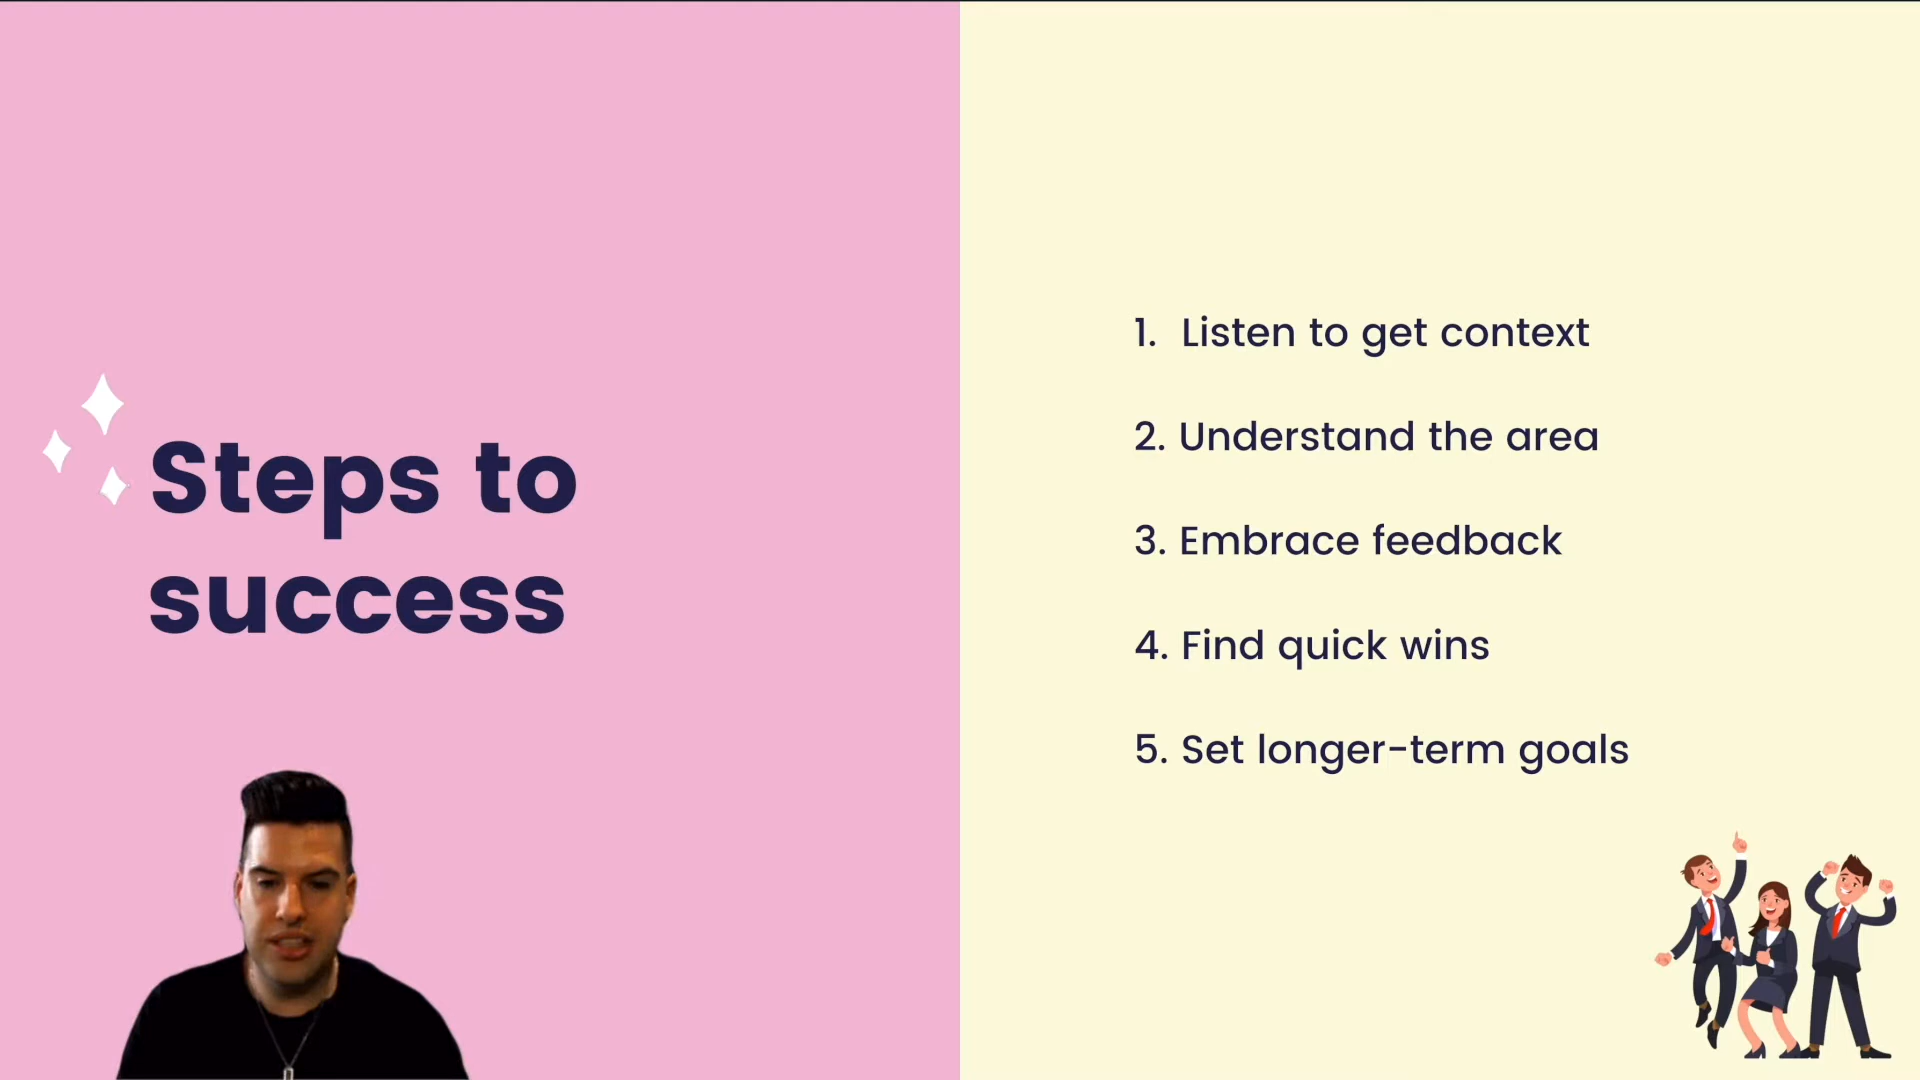 Steps to
success
1. Listen to get context
2. Understand the area
3. Embrace feedback
4. Find quick wins
5. Set longer-term goals